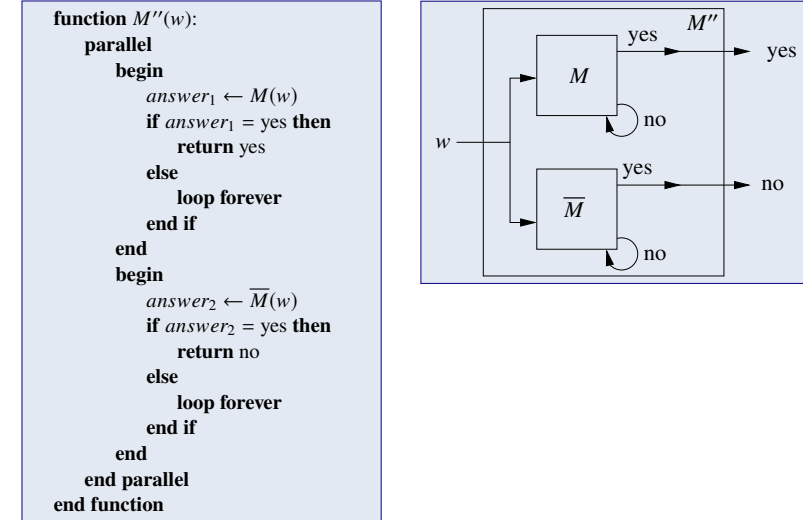 function M′′(w):
parallel
begin
answer₁ ← M(w)
if answer₁ = yes then
return yes
else
loop forever
end if
end
begin
answer₂ ← M̅(w)
if answer₂ = yes then
return no
else
loop forever
end if
end
end parallel
end function
M′′
yes
yes
M
no
w
yes
no
M̅
no